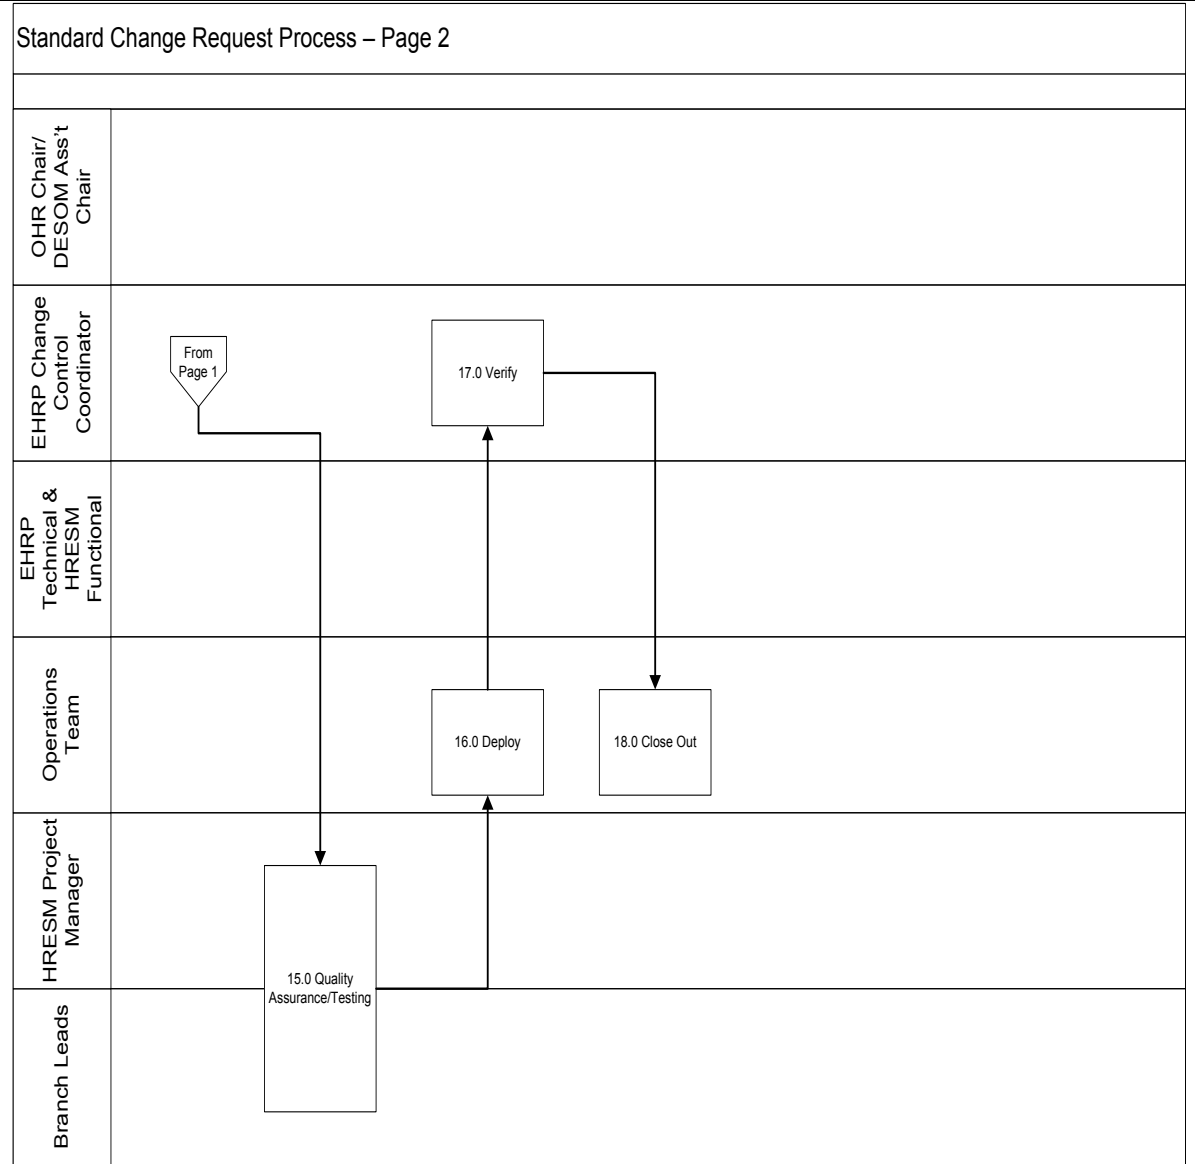 Standard Change Request Process – Page 2
OHR Chair/
DESOM Ass't
Chair
EHRP Change
Control
Coordinator
From
Page 1
17.0 Verify
EHRP
Technical &
HRESM
Functional
Operations
Team
16.0 Deploy
18.0 Close Out
HRESM Project
Manager
15.0 Quality
Assurance/Testing
Branch Leads